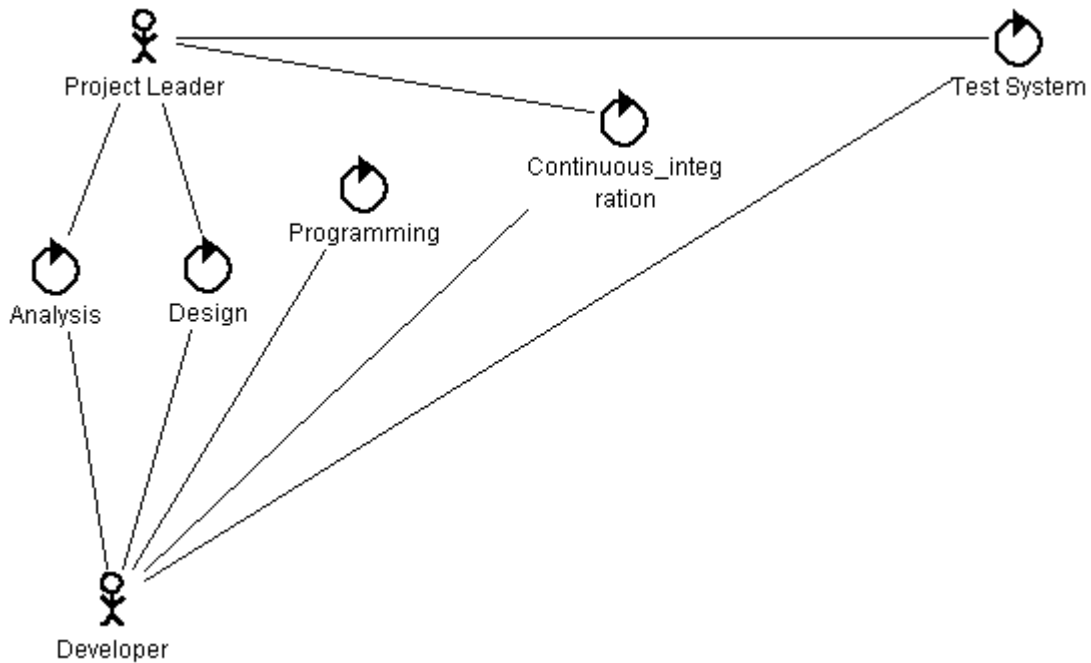 Project Leader
Test System
Continuous_integ
ration
Programming
Analysis
Design
Developer